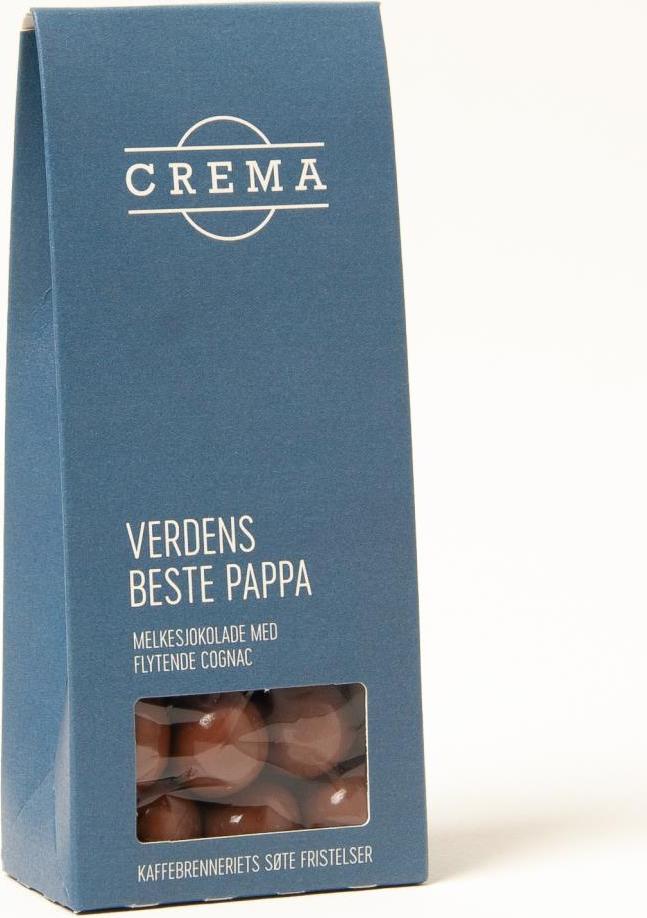 CREMA
VERDENS
BESTE PAPPA
MELKESJOKOLADE MED
FLYTENDE COGNAC
KAFFEBRENNERIETS SØTE FRISTELSER